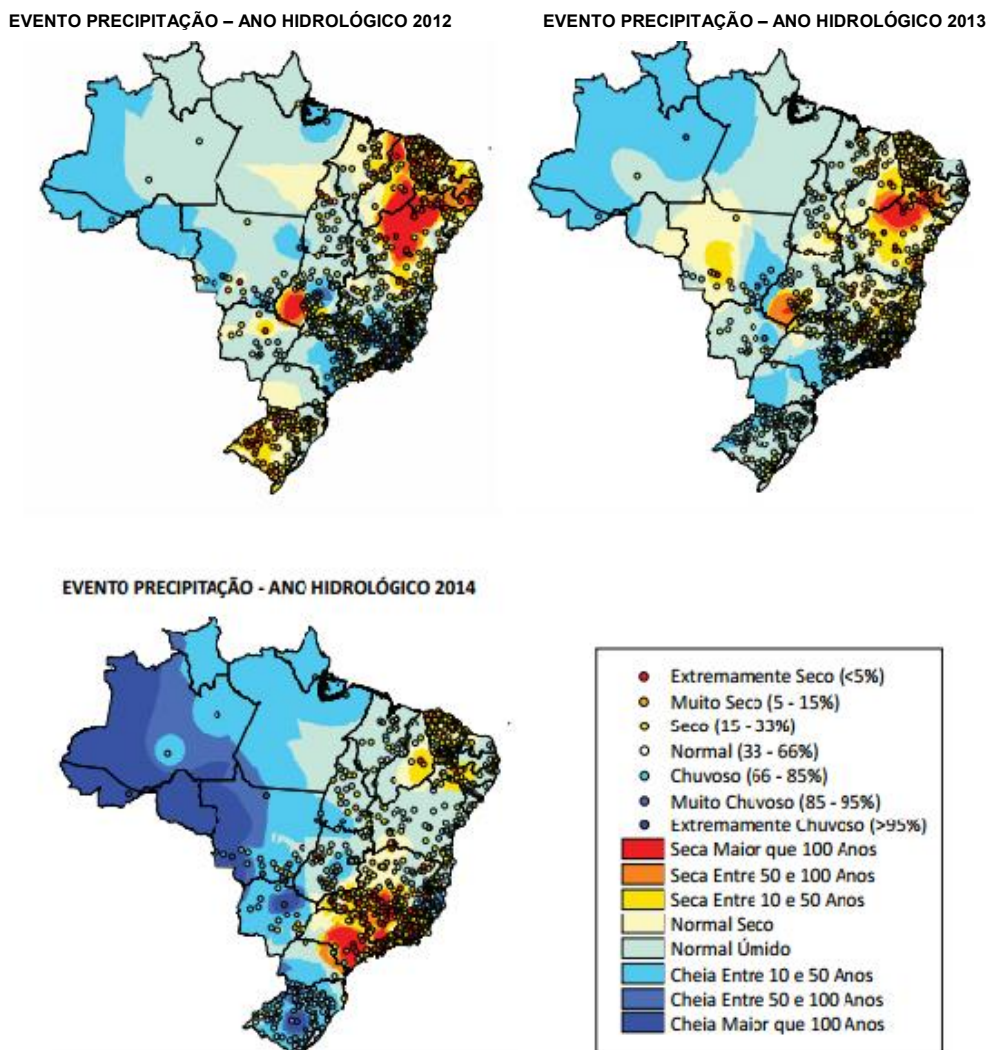 EVENTO PRECIPITAÇÃO – ANO HIDROLÓGICO 2012
EVENTO PRECIPITAÇÃO – ANO HIDROLÓGICO 2013
EVENTO PRECIPITAÇÃO - ANO HIDROLÓGICO 2014
Extremamente Seco (<5%)
Muito Seco (5 - 15%)
Seco (15 - 33%)
Normal (33 - 66%)
Chuvoso (66 - 85%)
Muito Chuvoso (85 - 95%)
Extremamente Chuvoso (>95%)
Seca Maior que 100 Anos
Seca Entre 50 e 100 Anos
Seca Entre 10 e 50 Anos
Normal Seco
Normal Úmido
Cheia Entre 10 e 50 Anos
Cheia Entre 50 e 100 Anos
Cheia Maior que 100 Anos